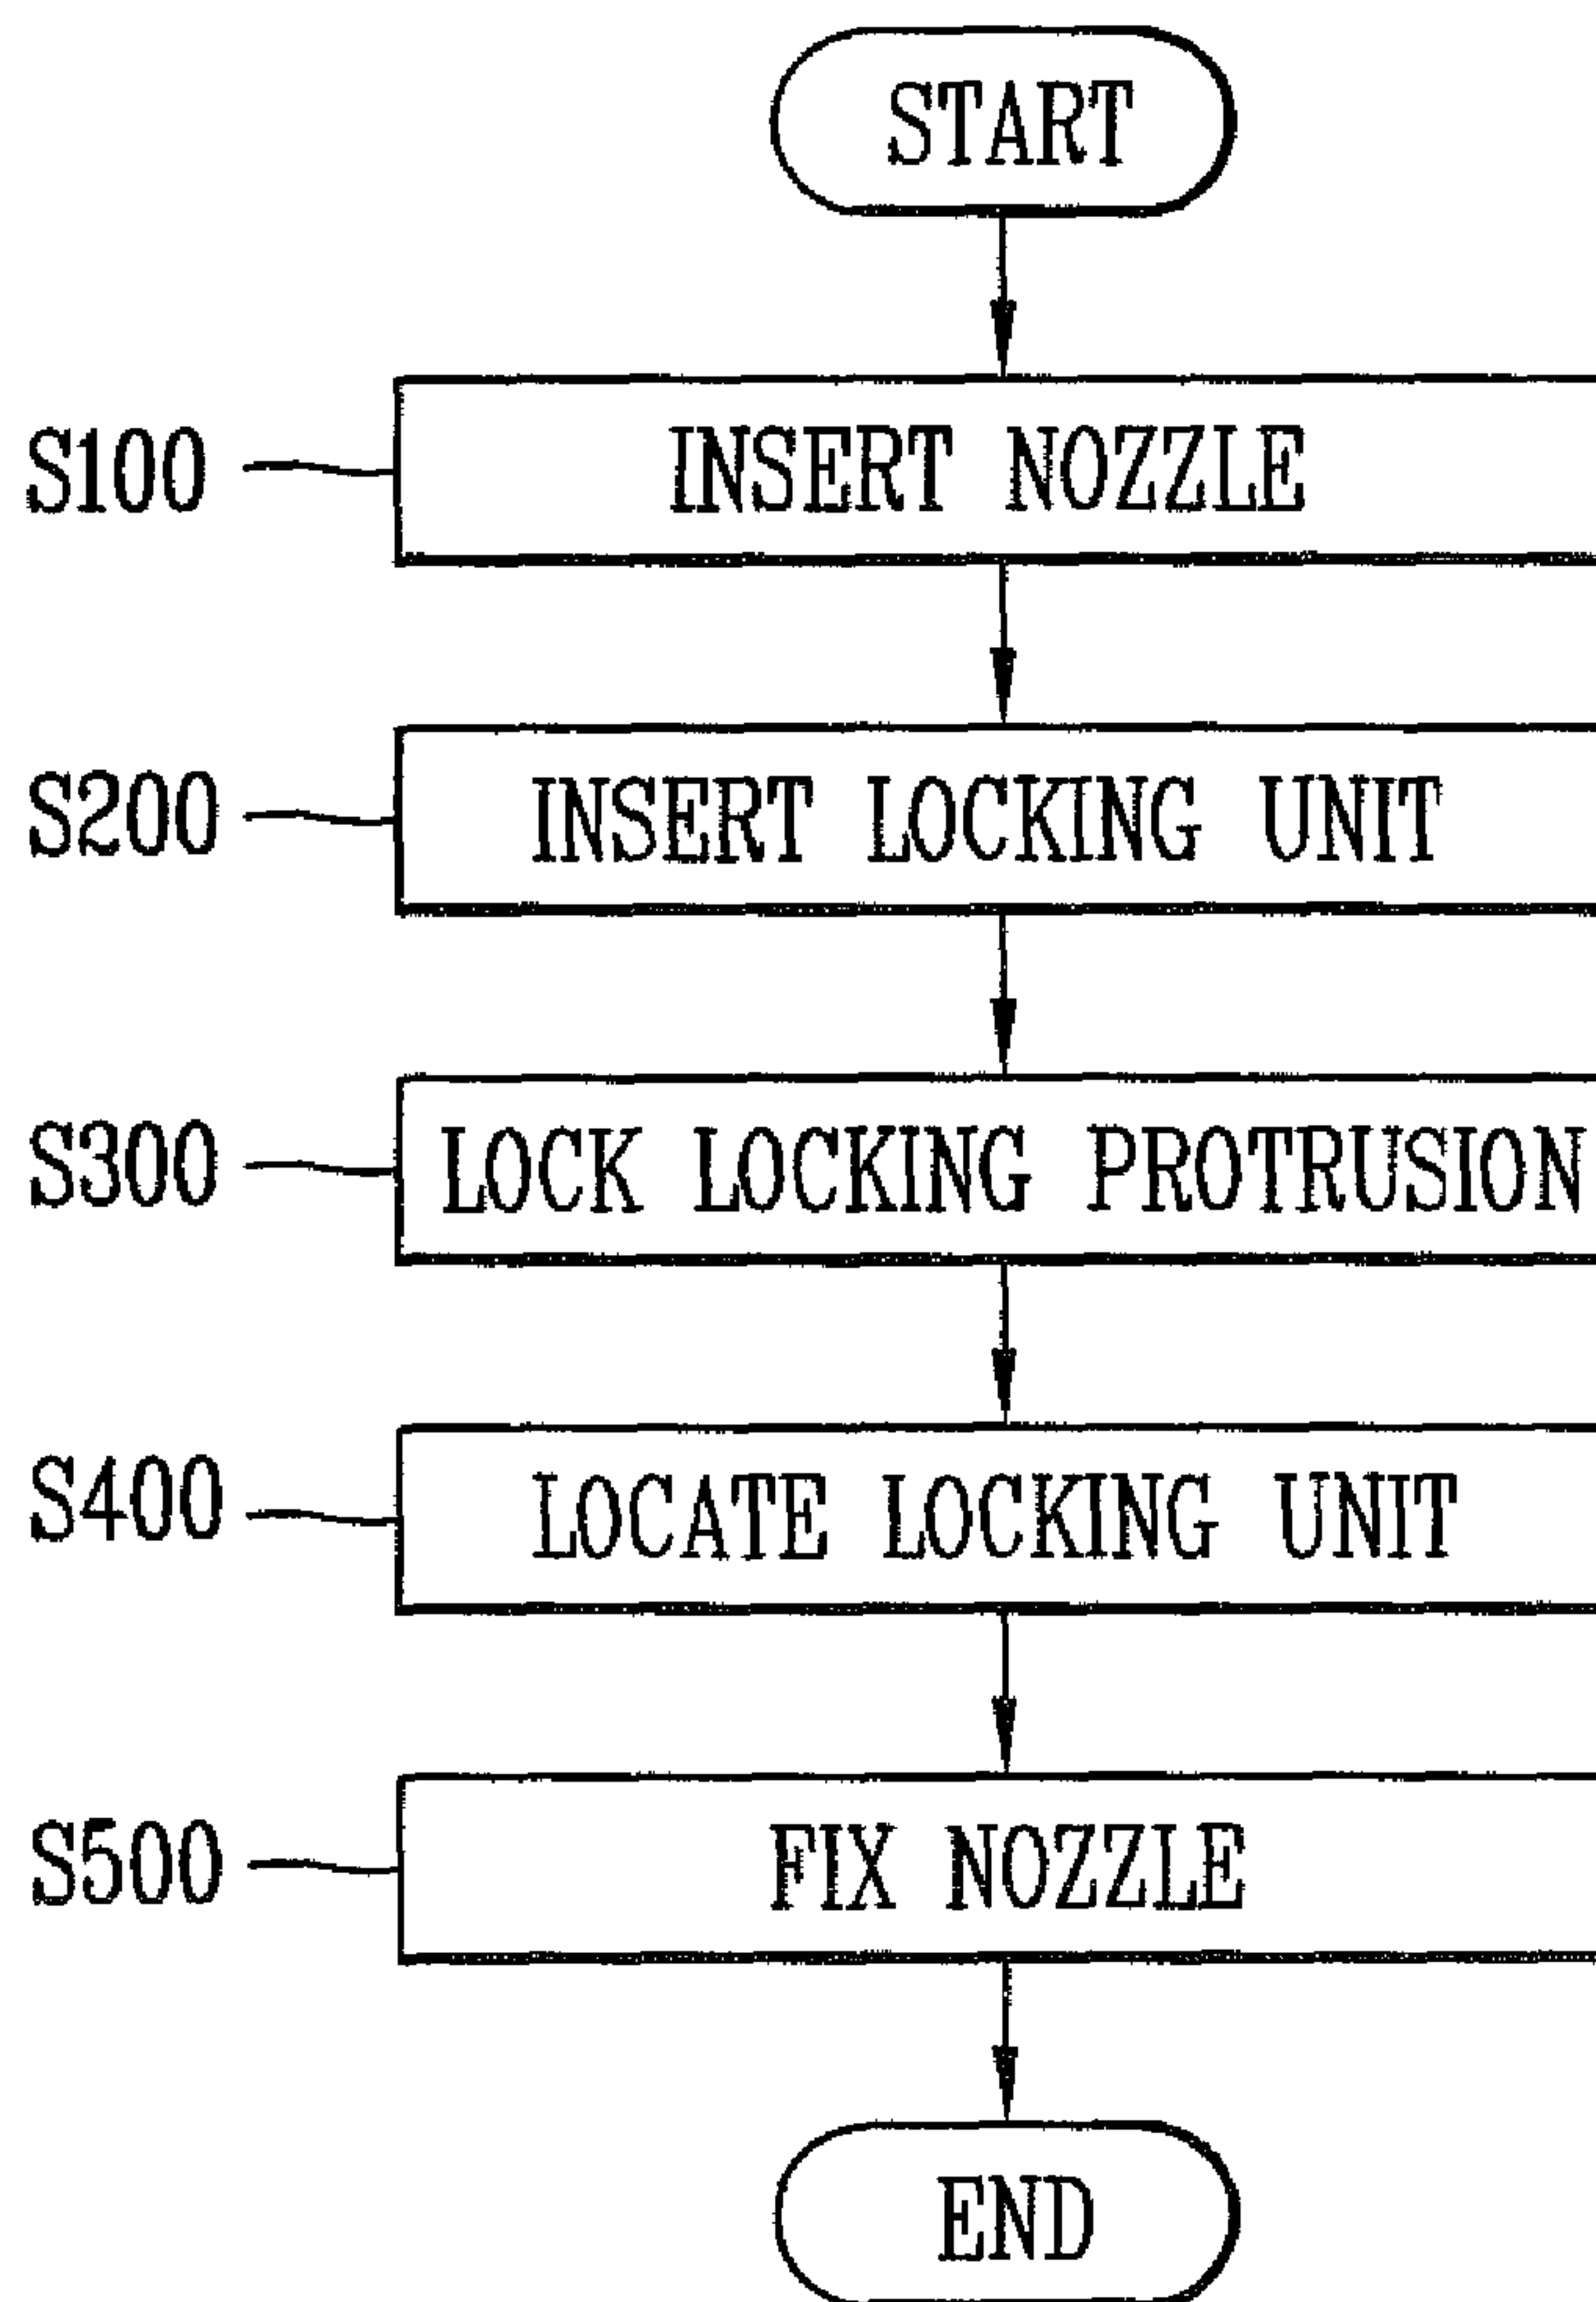 START
S100 INSERT NOZZLE
S200 INSERT LOCKING UNIT
S300 LOCK LOCKING PROTRUSION
S400 LOCATE LOCKING UNIT
S500 FIX NOZZLE
END